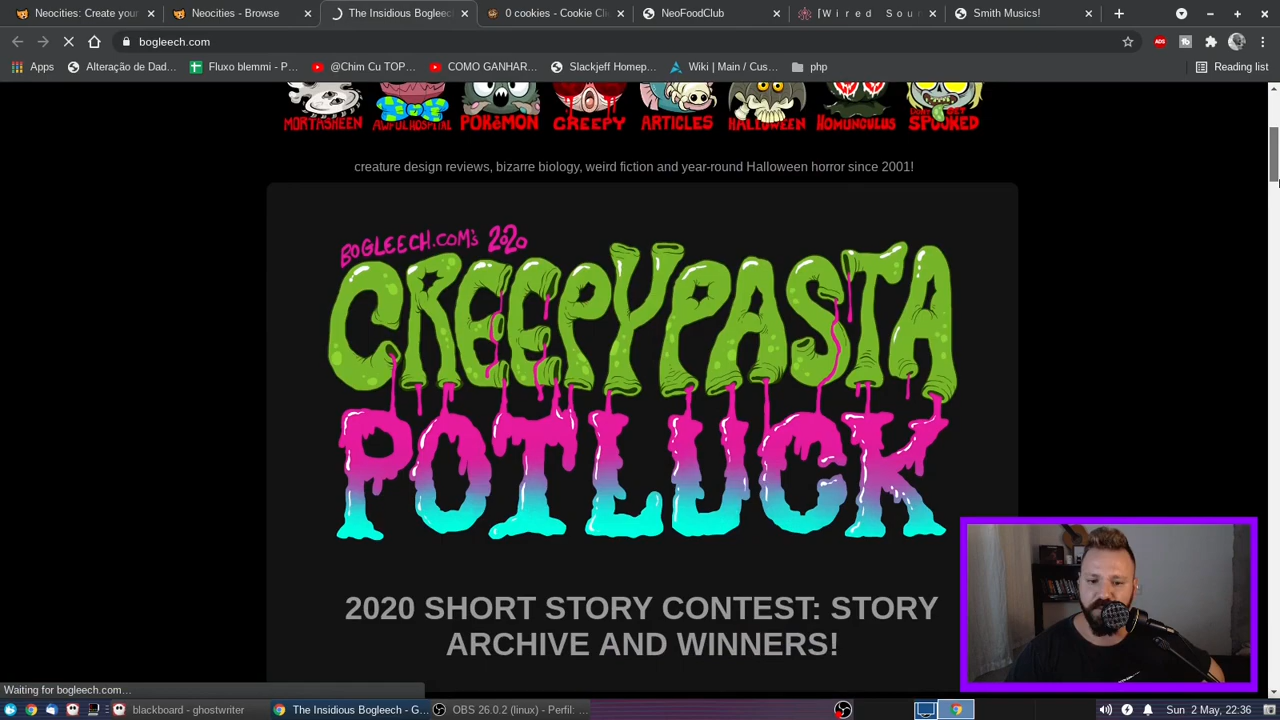 Neocities: Create your
Neocities - Browse
The Insidious Bogleec
0 cookies - Cookie Cli
NeoFoodClub
[Wired Sour
Smith Musics!
bogleech.com
ADS
Apps
Alteração de Dad...
Fluxo blemmi - P...
@Chim Cu TOP...
COMO GANHAR...
Slackjeff Homep...
Wiki | Main / Cus...
php
Reading list
MORTASHEEN
AWFUL HOSPITAL
POKéMON
CREEPY
ARTICLES
HALLOWEEN
HOMUNCULUS
SPOOKED
creature design reviews, bizarre biology, weird fiction and year-round Halloween horror since 2001!
BOGLEECH.COM's 2020
CREEPYPASTA
POTLUCK
2020 SHORT STORY CONTEST: STORY
ARCHIVE AND WINNERS!
Waiting for bogleech.com...
blackboard - ghostwriter
The Insidious Bogleech - G...
OBS 26.0.2 (linux) - Perfil: ...
Sun 2 May, 22:36